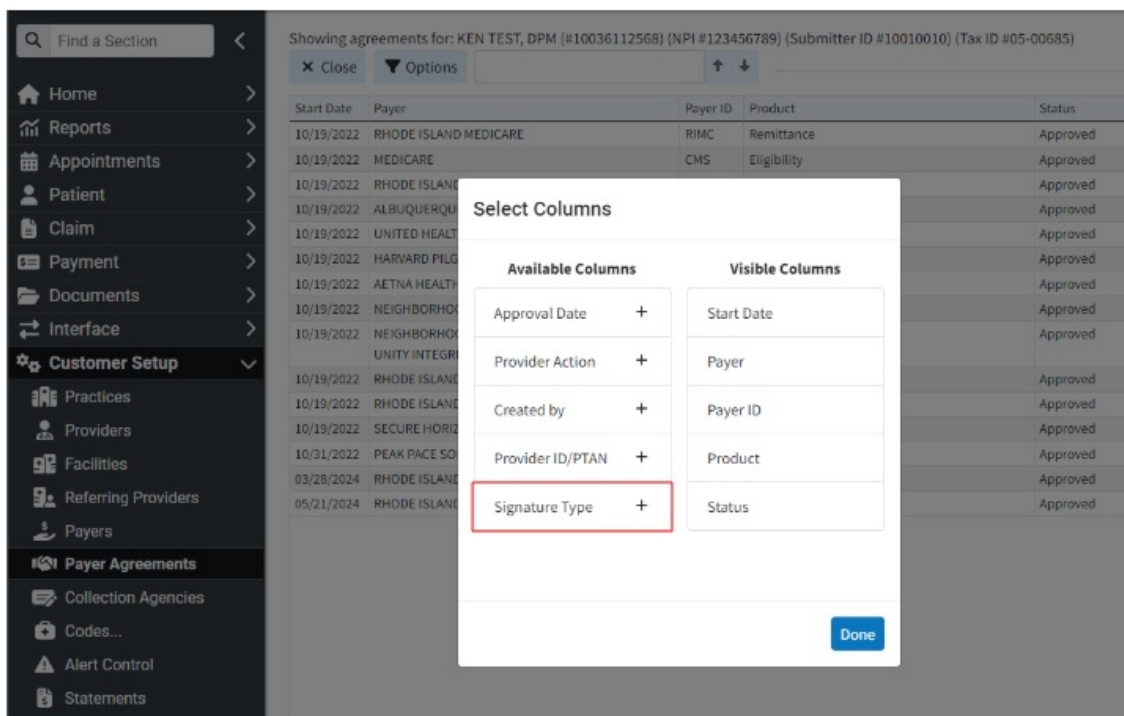 Find a Section
Home
Reports
Appointments
Patient
Claim
Payment
Documents
Interface
Customer Setup
Practices
Providers
Facilities
Referring Providers
Payers
Payer Agreements
Collection Agencies
Codes...
Alert Control
Statements
Showing agreements for: KEN TEST, DPM (#10036112568) (NPI #123456789) (Submitter ID #10010010) (Tax ID #05-00685)
× Close Options
Start Date Payer Payer ID Product Status
10/19/2022 RHODE ISLAND MEDICARE RIMC Remittance Approved
10/19/2022 MEDICARE CMS Eligibility Approved
10/19/2022 RHODE ISLAND Approved
10/19/2022 ALBUQUERQU Approved
10/19/2022 UNITED HEALT Approved
10/19/2022 HARVARD PILG Approved
10/19/2022 AETNA HEALTH Approved
10/19/2022 NEIGHBORHOO Approved
10/19/2022 NEIGHBORHOO Approved
UNITY INTEGRI
10/19/2022 RHODE ISLAND Approved
10/19/2022 RHODE ISLAND Approved
10/19/2022 SECURE HORIZ Approved
10/31/2022 PEAK PACE SO Approved
03/28/2024 RHODE ISLAND Approved
05/21/2024 RHODE ISLAND Approved
Select Columns
Available Columns Visible Columns
Approval Date + Start Date
Provider Action + Payer
Created by + Payer ID
Provider ID/PTAN + Product
Signature Type + Status
Done